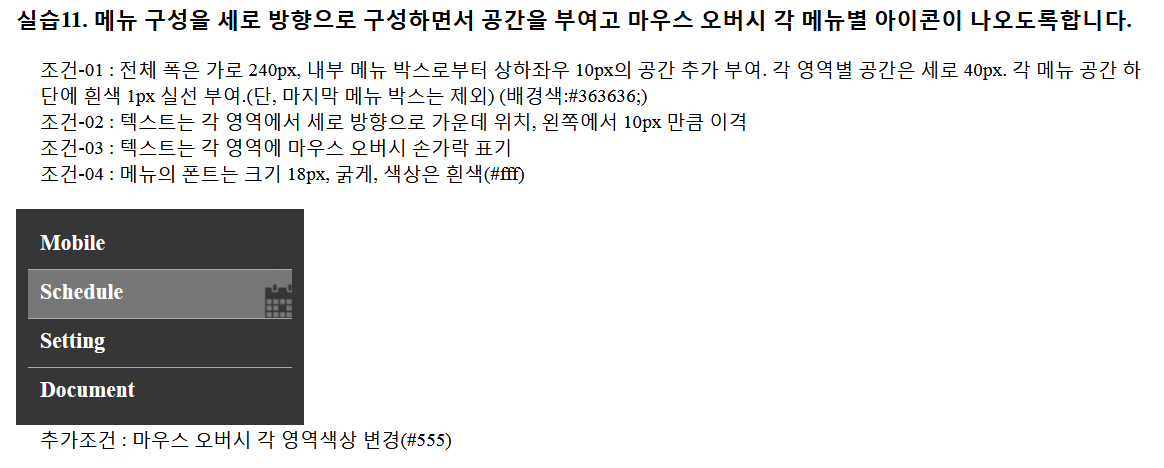 실습11. 메뉴 구성을 세로 방향으로 구성하면서 공간을 부여고 마우스 오버시 각 메뉴별 아이콘이 나오도록합니다.
조건-01 : 전체 폭은 가로 240px, 내부 메뉴 박스로부터 상하좌우 10px의 공간 추가 부여. 각 영역별 공간은 세로 40px. 각 메뉴 공간 하
단에 흰색 1px 실선 부여.(단, 마지막 메뉴 박스는 제외) (배경색:#363636;)
조건-02 : 텍스트는 각 영역에서 세로 방향으로 가운데 위치, 왼쪽에서 10px 만큼 이격
조건-03 : 텍스트는 각 영역에 마우스 오버시 손가락 표기
조건-04 : 메뉴의 폰트는 크기 18px, 굵게, 색상은 흰색(#fff)
Mobile
Schedule
Setting
Document
추가조건 : 마우스 오버시 각 영역색상 변경(#555)